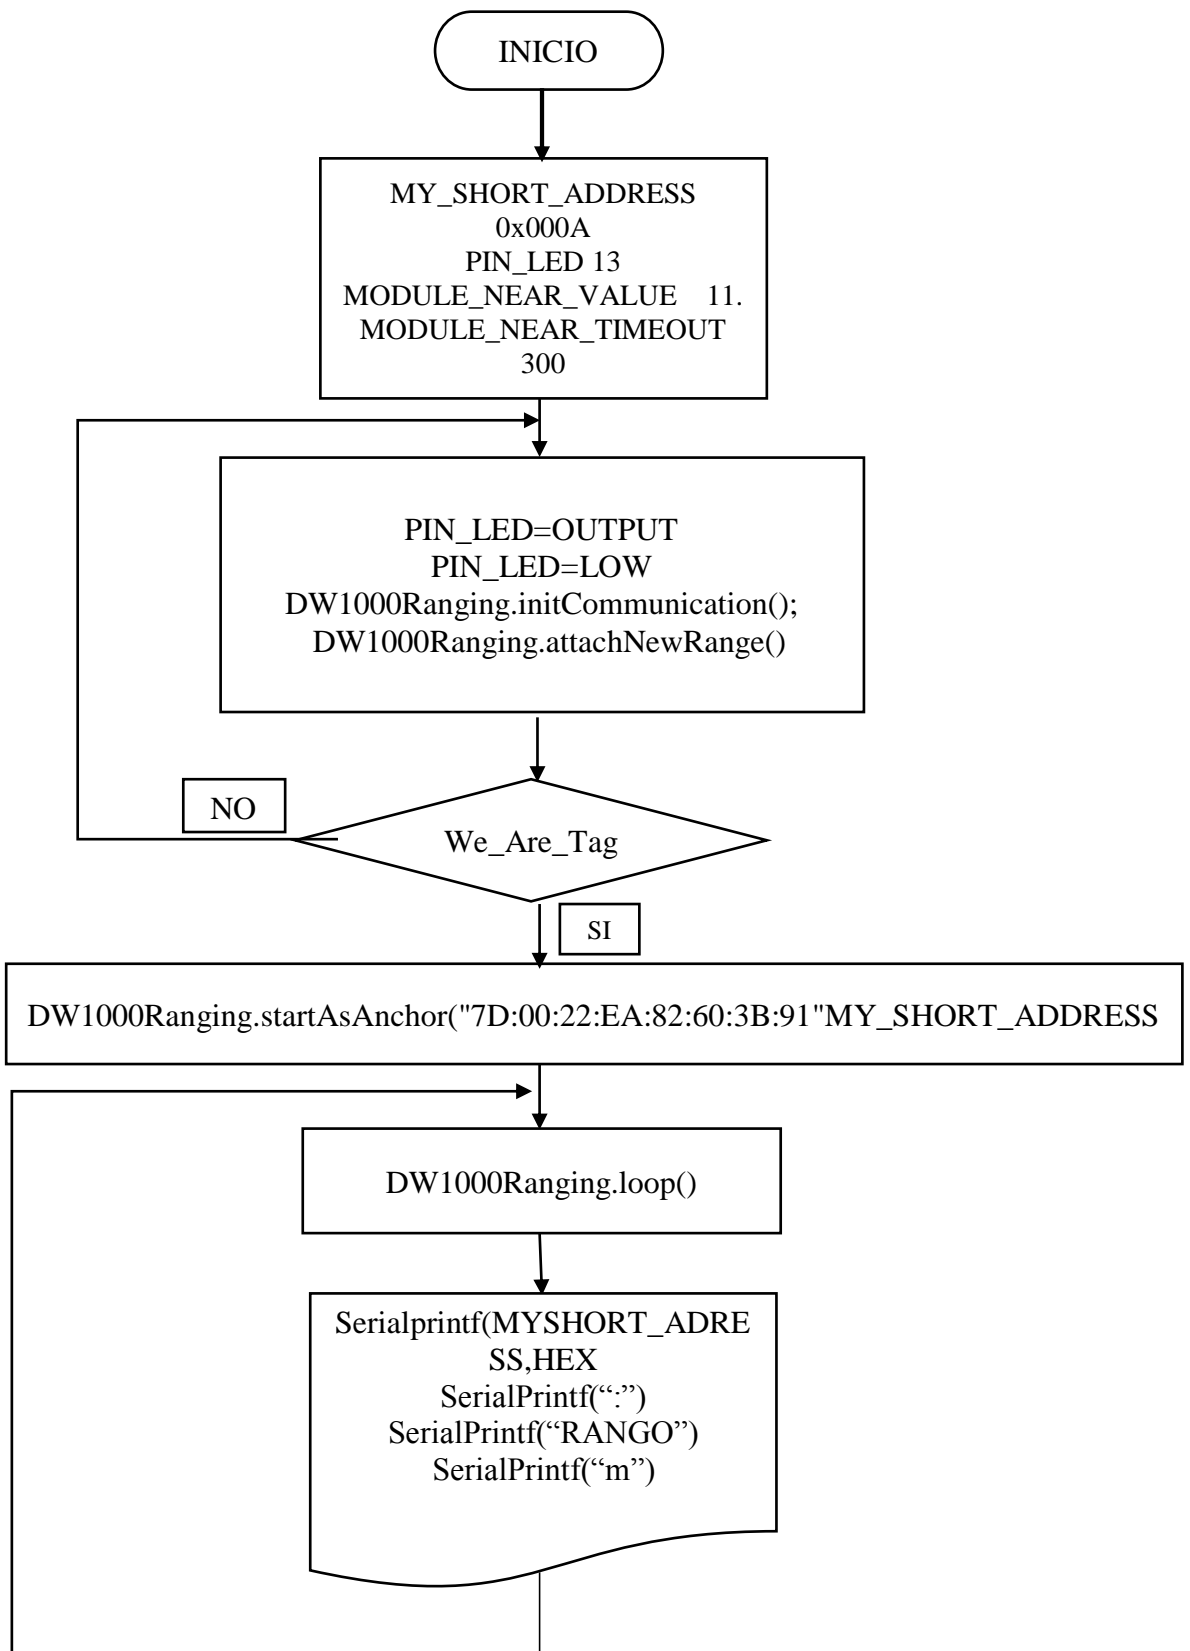 INICIO
MY_SHORT_ADDRESS
0x000A
PIN_LED 13
MODULE_NEAR_VALUE 11.
MODULE_NEAR_TIMEOUT
300
PIN_LED=OUTPUT
PIN_LED=LOW
DW1000Ranging.initCommunication();
DW1000Ranging.attachNewRange()
NO
We_Are_Tag
SI
DW1000Ranging.startAsAnchor("7D:00:22:EA:82:60:3B:91"MY_SHORT_ADDRESS
DW1000Ranging.loop()
Serialprintf(MYSHORT_ADRE
SS,HEX
SerialPrintf(“:”)
SerialPrintf(“RANGO”)
SerialPrintf(“m”)